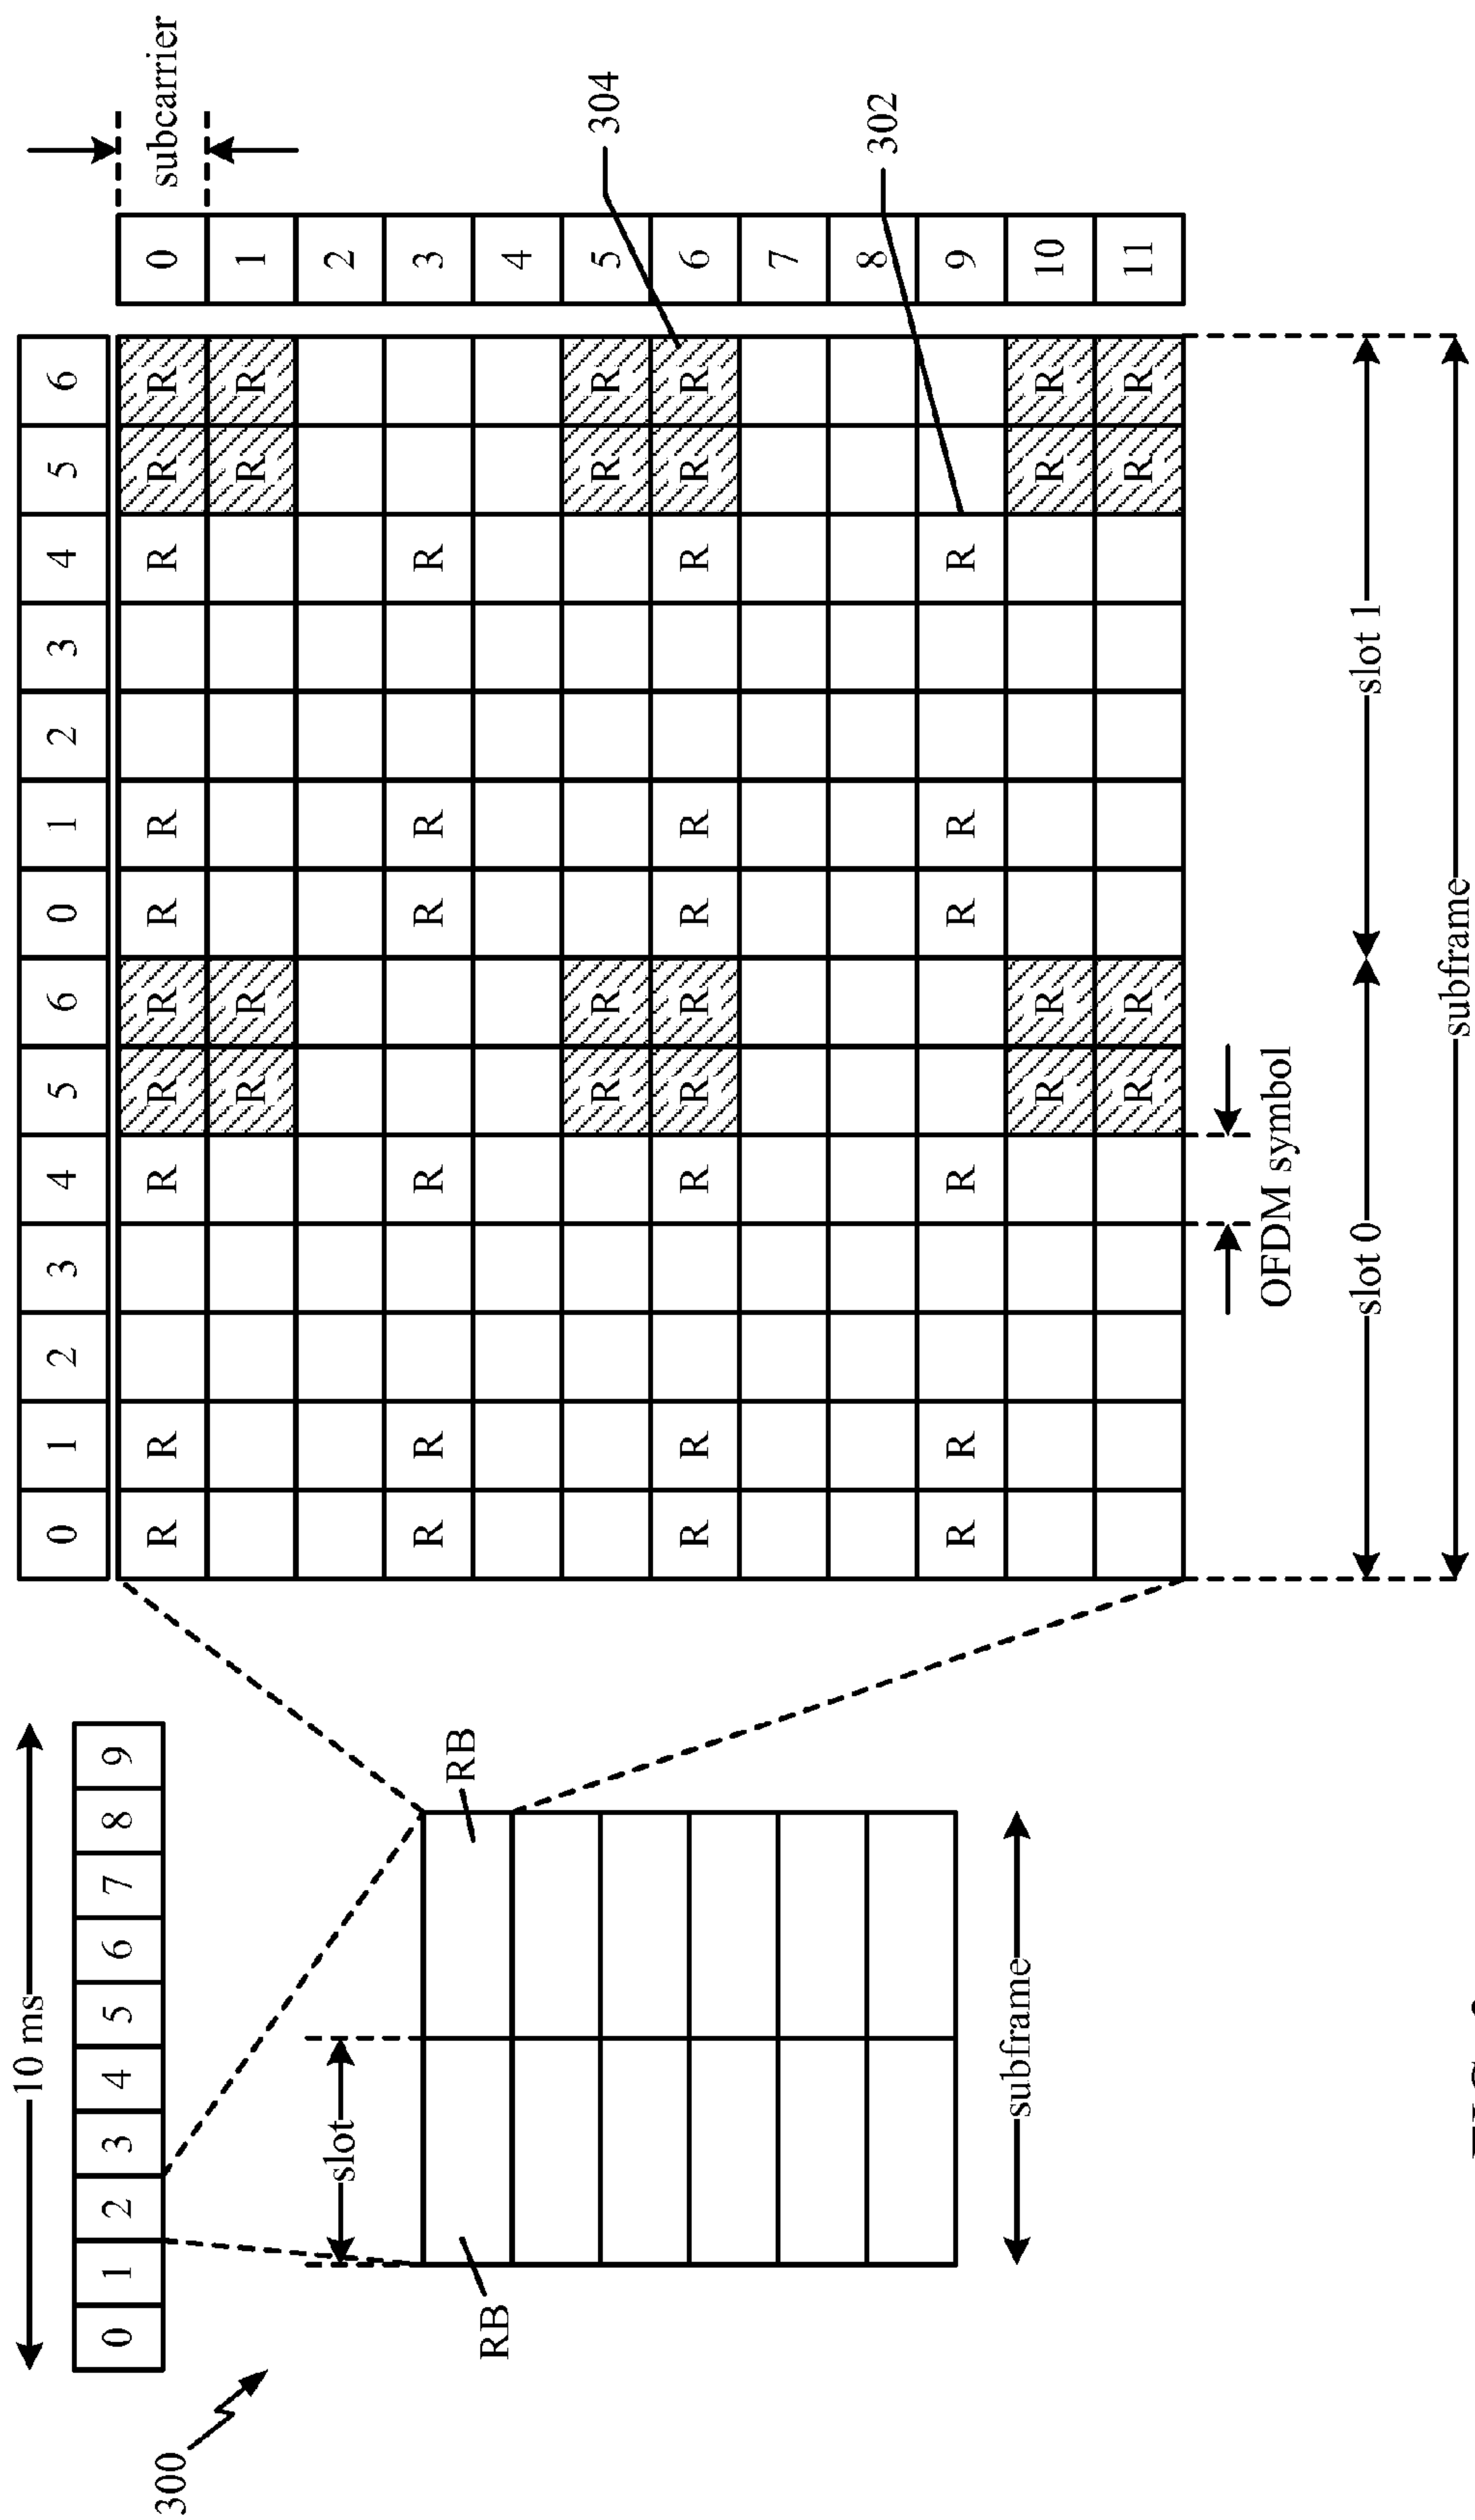 300
10 ms
0 1 2 3 4 5 6 7 8 9
slot
RB
RB
subframe
0 1 2 3 4 5 6 0 1 2 3 4 5 6
subcarrier
R R R R R R R R R R 0
R R R R 1
2
R R R R R R 3
4
R R R R 5
304
R R R R R R R R R R 6
7
8
302
R R R R R R 9
R R R R 10
R R R R 11
OFDM symbol
slot 0
slot 1
subframe